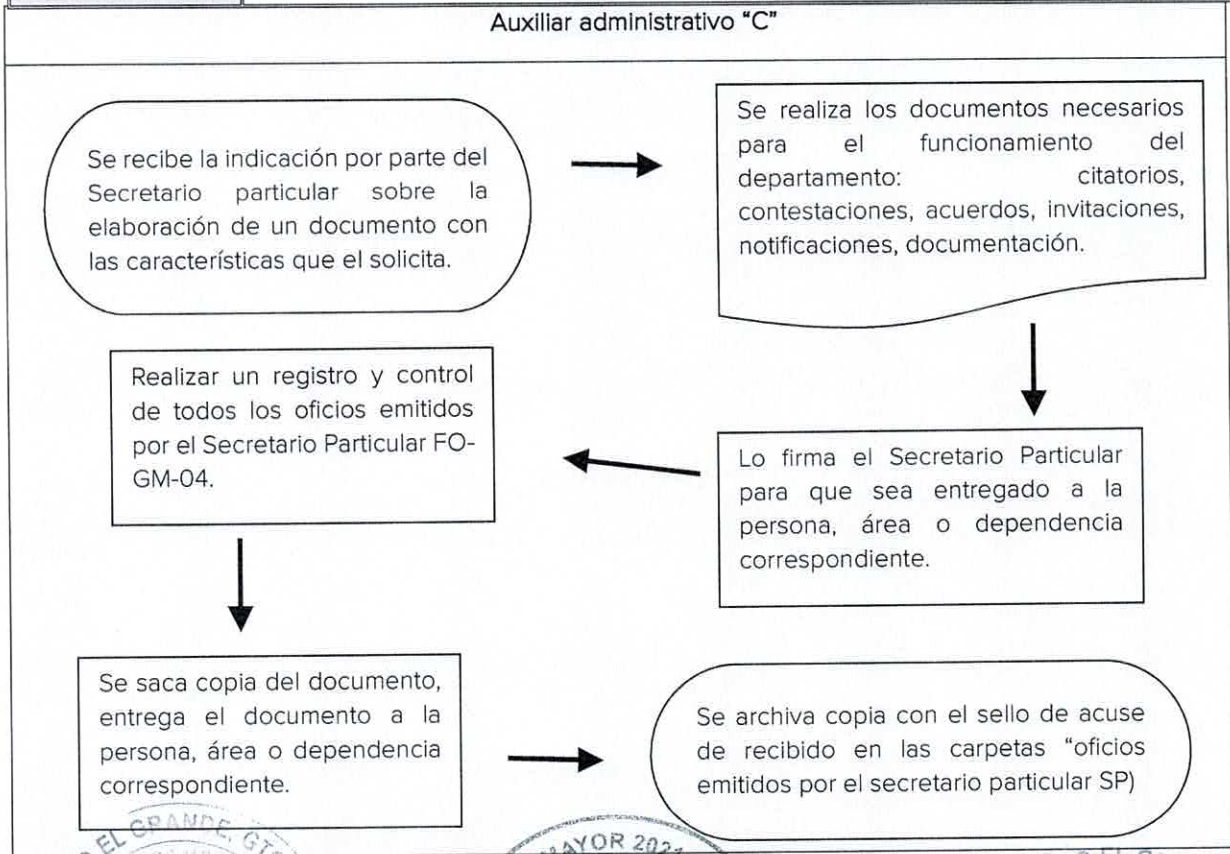 Auxiliar administrativo "C"
Se recibe la indicación por parte del
Secretario particular sobre la
elaboración de un documento con
las características que el solicita.
Se realiza los documentos necesarios
para el funcionamiento del
departamento: citatorios,
contestaciones, acuerdos, invitaciones,
notificaciones, documentación.
Lo firma el Secretario Particular
para que sea entregado a la
persona, área o dependencia
correspondiente.
Realizar un registro y control
de todos los oficios emitidos
por el Secretario Particular FO-
GM-04.
Se saca copia del documento,
entrega el documento a la
persona, área o dependencia
correspondiente.
Se archiva copia con el sello de acuse
de recibido en las carpetas "oficios
emitidos por el secretario particular SP)
EL GRANDE, GTO
MAYOR 2021